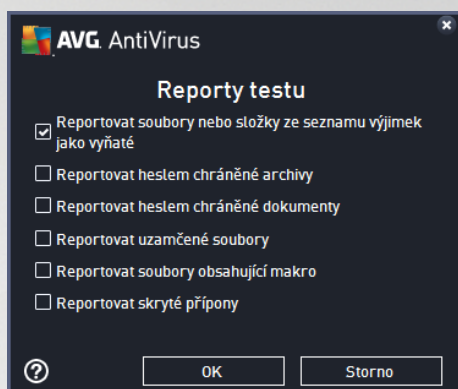 AVG. AntiVirus
Reporty testu
Reportovat soubory nebo složky ze seznamu výjimek
jako vyňaté
Reportovat heslem chráněné archivy
Reportovat heslem chráněné dokumenty
Reportovat uzamčené soubory
Reportovat soubory obsahující makro
Reportovat skryté přípony
?
OK
Storno